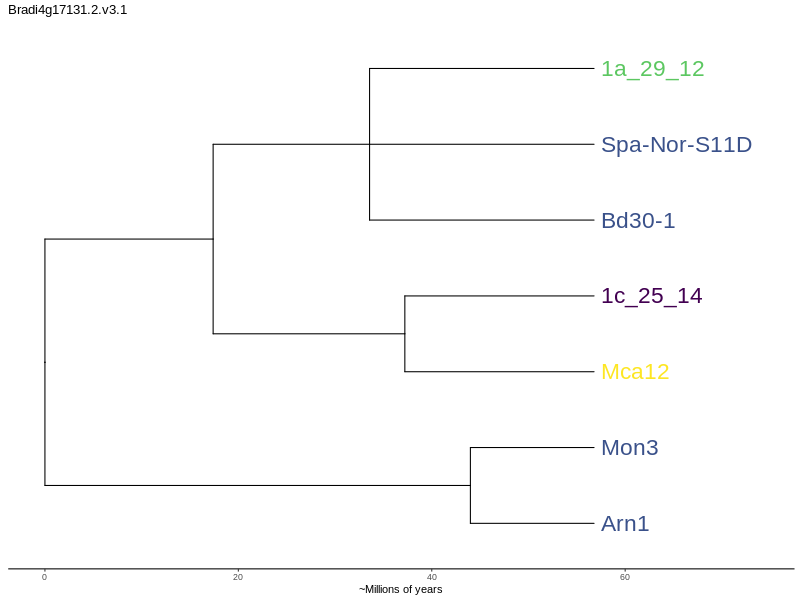 Bradi4g17131.2.v3.1
1a_29_12
Spa-Nor-S11D
Bd30-1
1c_25_14
Mca12
Mon3
Arn1
0 20 40 60
~Millions of years